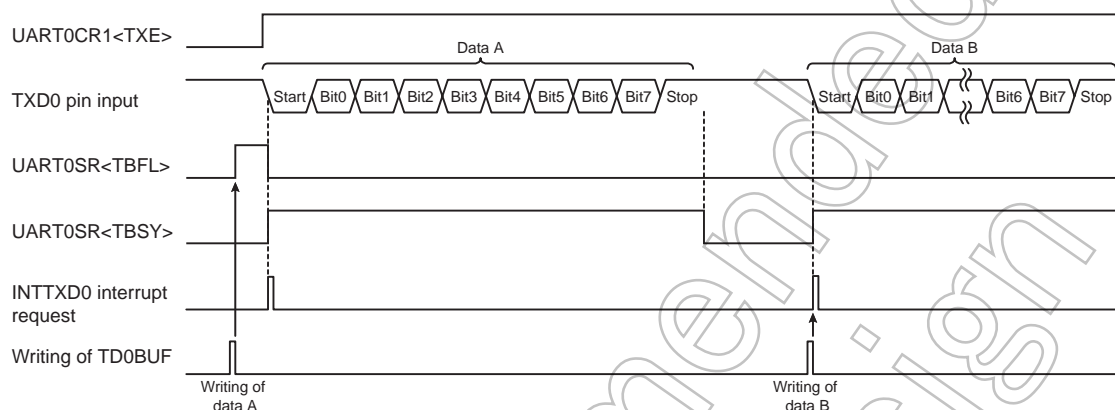 UART0CR1<TXE>
Data A
Data B
TXD0 pin input
Start Bit0 Bit1 Bit2 Bit3 Bit4 Bit5 Bit6 Bit7 Stop
Start Bit0 Bit1 Bit6 Bit7 Stop
UART0SR<TBFL>
UART0SR<TBSY>
INTTXD0 interrupt
request
Writing of TD0BUF
Writing of
data A
Writing of
data B